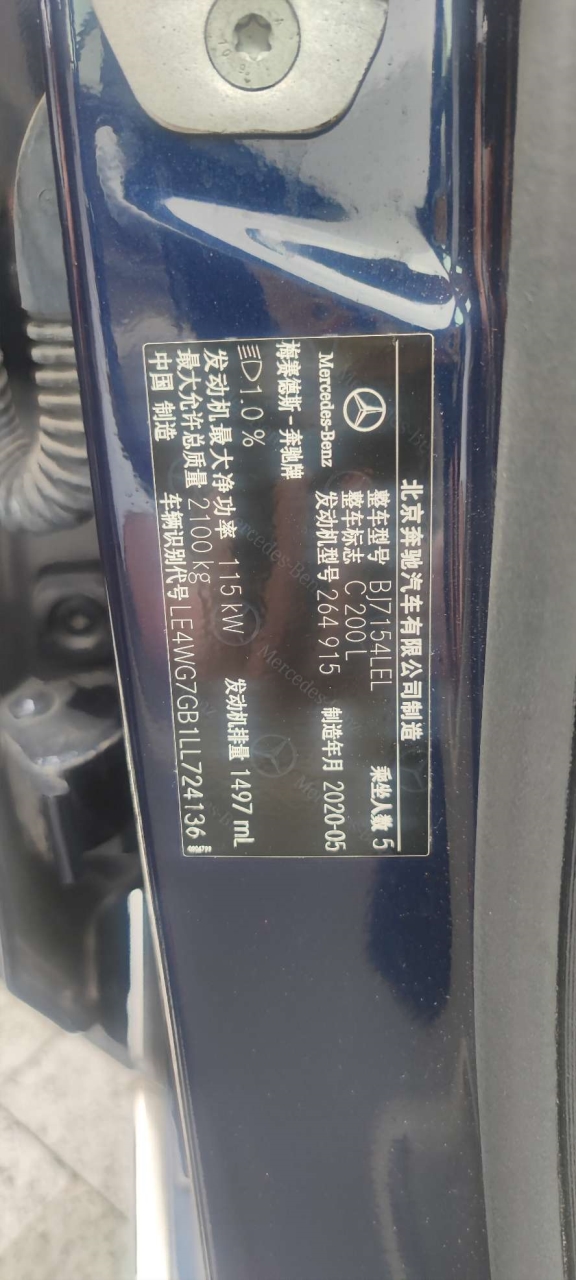 北京奔驰汽车有限公司制造
整车型号 BJ7154LEL 乘坐人数 5
整车标志 C 200 L
发动机型号 264 915 制造年月 2020-05
Mercedes-Benz
梅赛德斯-奔驰牌
1.0%
发动机最大净功率 115 kW 发动机排量 1497 mL
最大允许总质量 2100 kg
中国 制造 车辆识别代号 LE4WG7GB1LL724136
Mercedes-Benz